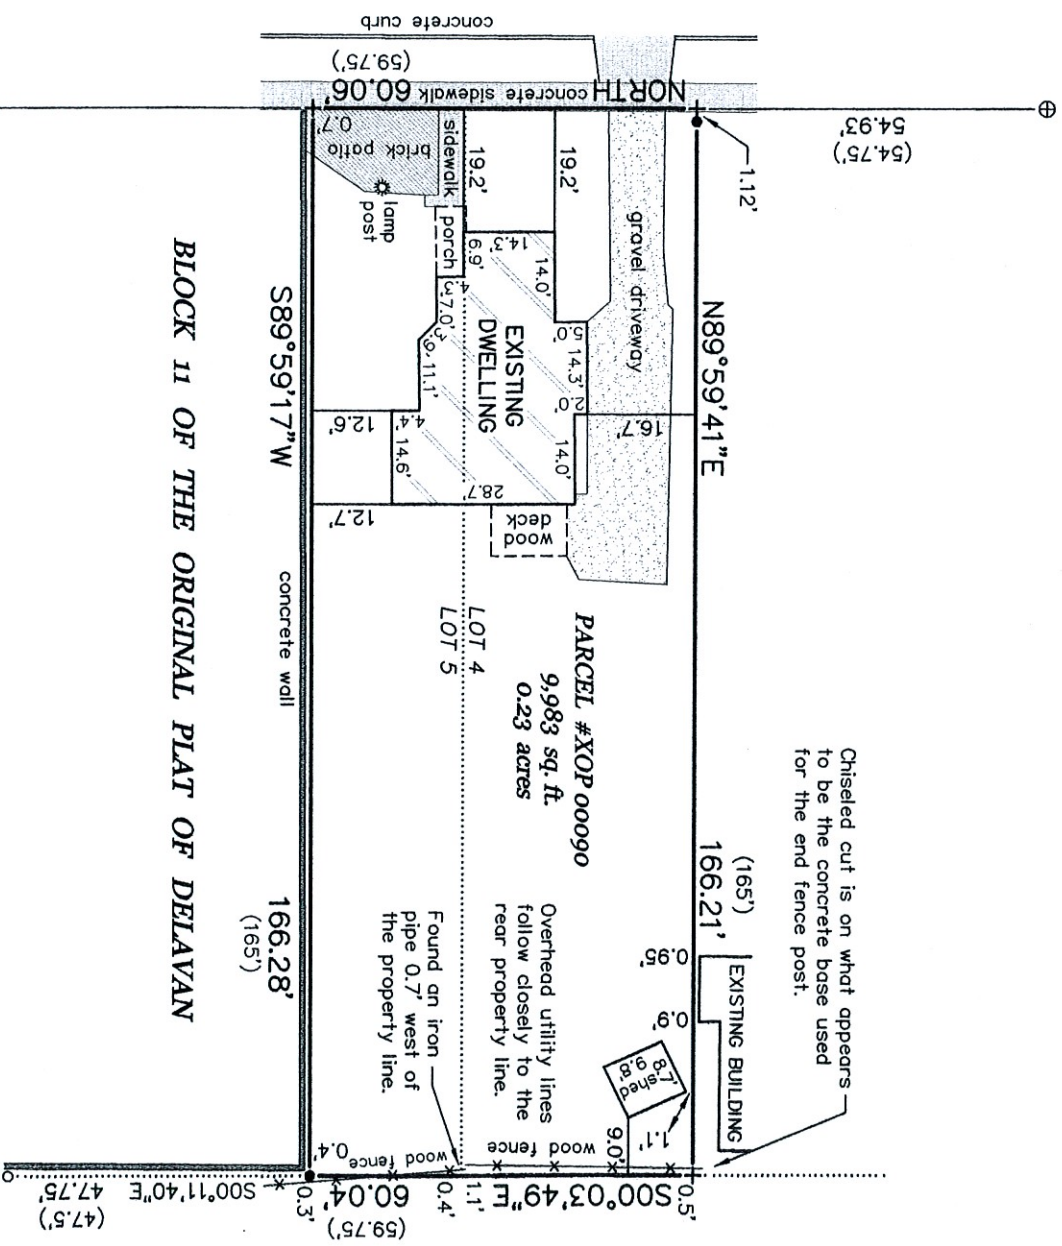 concrete curb
(59.75')
NORTH
60.06'
concrete sidewalk
(54.75')
54.93'
1.12'
0.7'
brick patio
sidewalk
lamp
post
porch
19.2'
19.2'
gravel driveway
14.3'
14.0'
6.9'
7.0'
11.1'
4.4'
14.6'
28.7'
14.0'
2.0'
14.3'
5.0'
16.7'
12.6'
12.7'
EXISTING
DWELLING
wood
deck
N89°59'41"E
(165')
166.21'
S89°59'17"W
166.28'
(165')
concrete wall
BLOCK 11 OF THE ORIGINAL PLAT OF DELAVAN
LOT 4
LOT 5
PARCEL #XOP 00090
9,983 sq. ft.
0.23 acres
Chiseled cut is on what appears
to be the concrete base used
for the end fence post.
Overhead utility lines
follow closely to the
rear property line.
Found an iron
pipe 0.7' west of
the property line.
0.95'
0.9'
EXISTING BUILDING
8.7'
shed
9.8'
1.1'
9.0'
wood fence
wood fence
0.4'
0.5'
S00°03'49"E
1.1'
0.4'
60.04'
(59.75')
0.3'
S00°11'40"E
47.75'
(47.5')